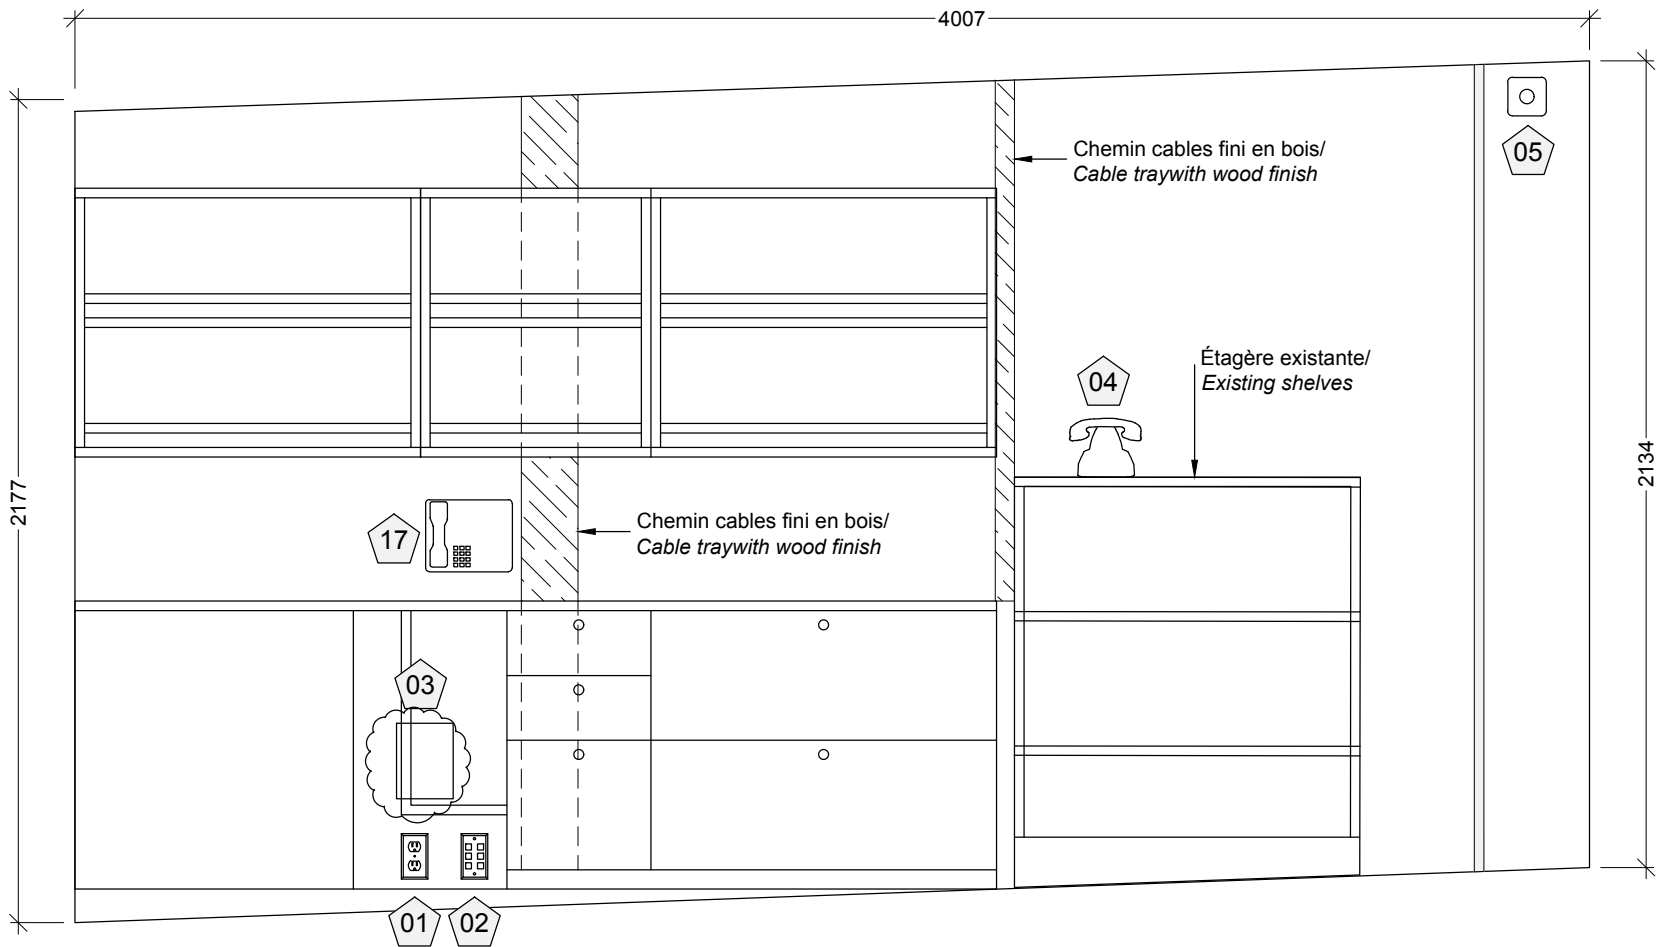 4007
05
Chemin cables fini en bois/
Cable traywith wood finish
04
Étagère existante/
Existing shelves
2177
2134
17
Chemin cables fini en bois/
Cable traywith wood finish
03
01
02